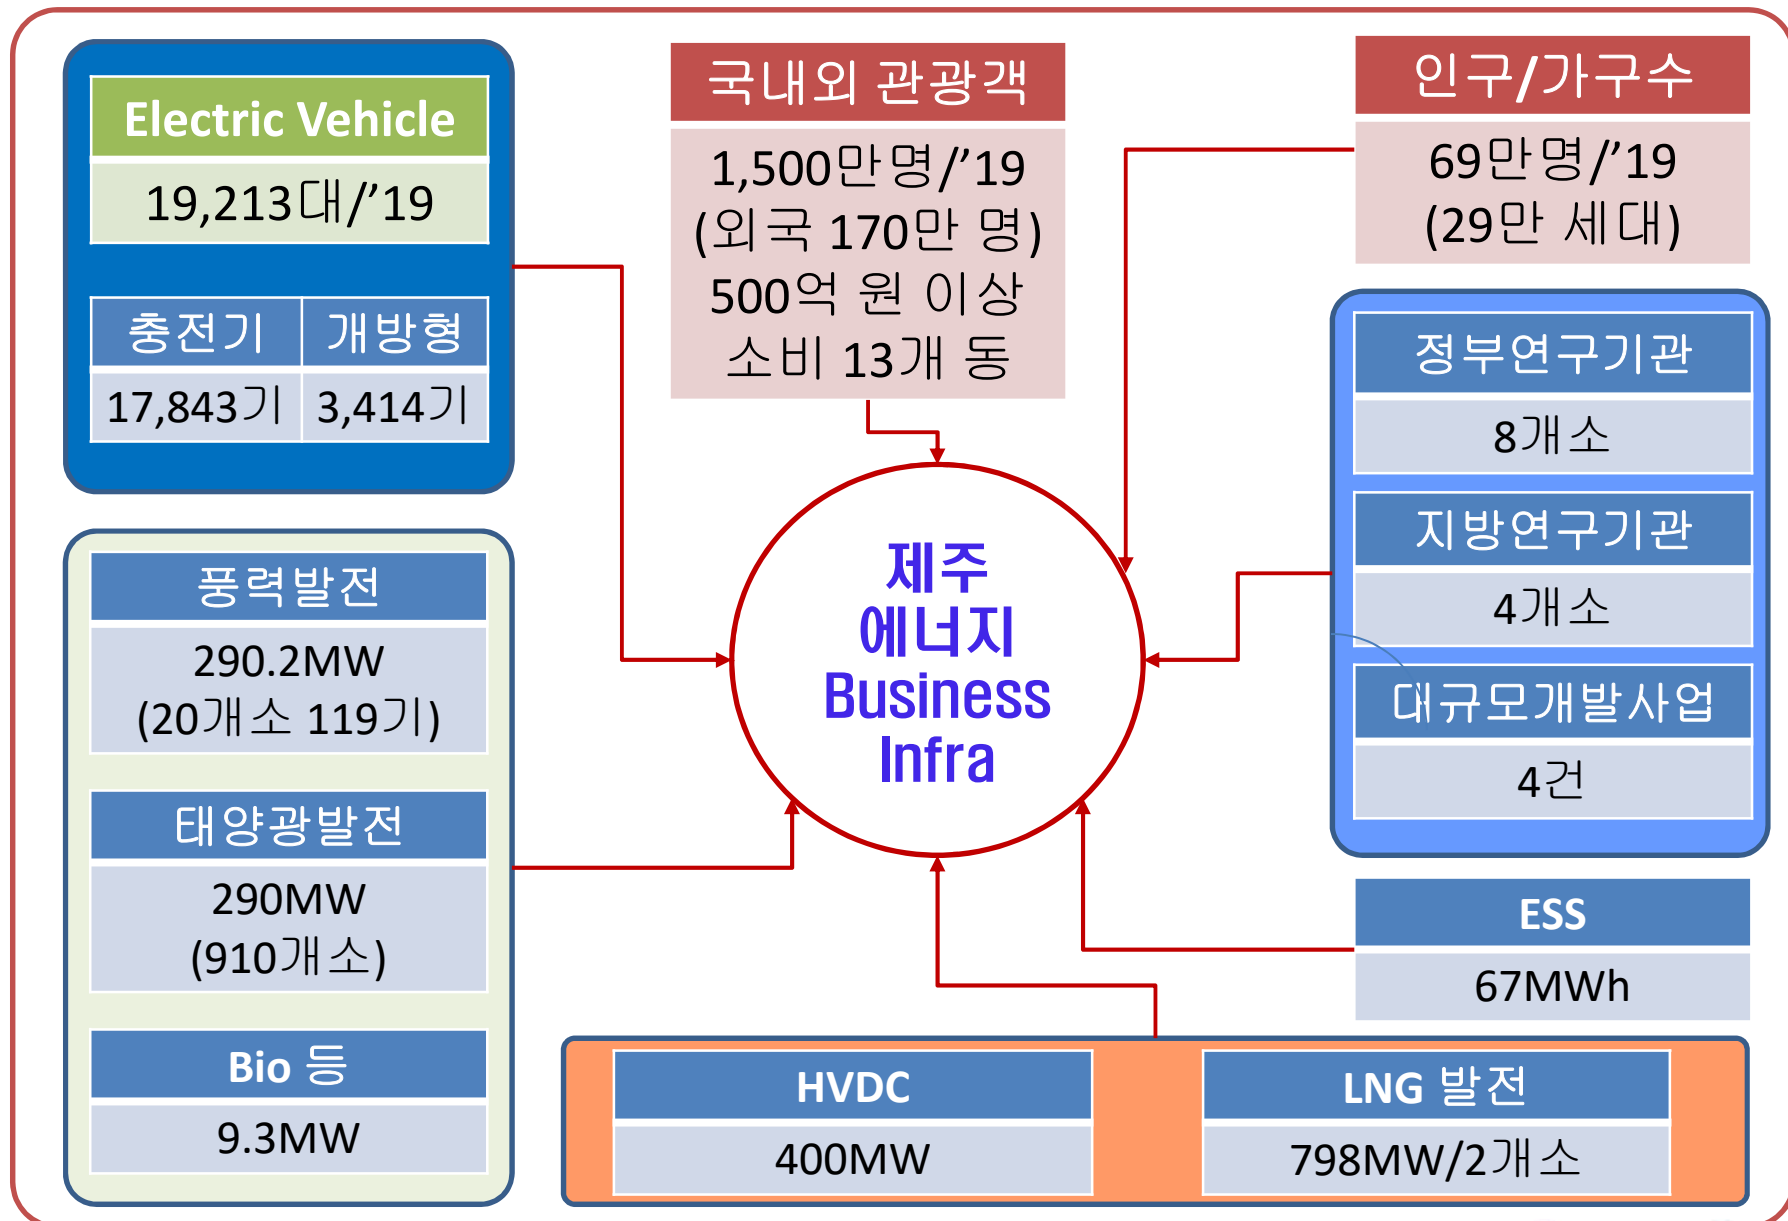 Electric Vehicle
19,213대/’19
충전기 개방형
17,843기 3,414기
국내외 관광객
1,500만명/’19
(외국 170만 명)
500억 원 이상
소비 13개 동
인구/가구수
69만명/’19
(29만 세대)
정부연구기관
8개소
지방연구기관
4개소
대규모개발사업
4건
제주
에너지
Business
Infra
풍력발전
290.2MW
(20개소 119기)
태양광발전
290MW
(910개소)
Bio 등
9.3MW
ESS
67MWh
HVDC
400MW
LNG 발전
798MW/2개소